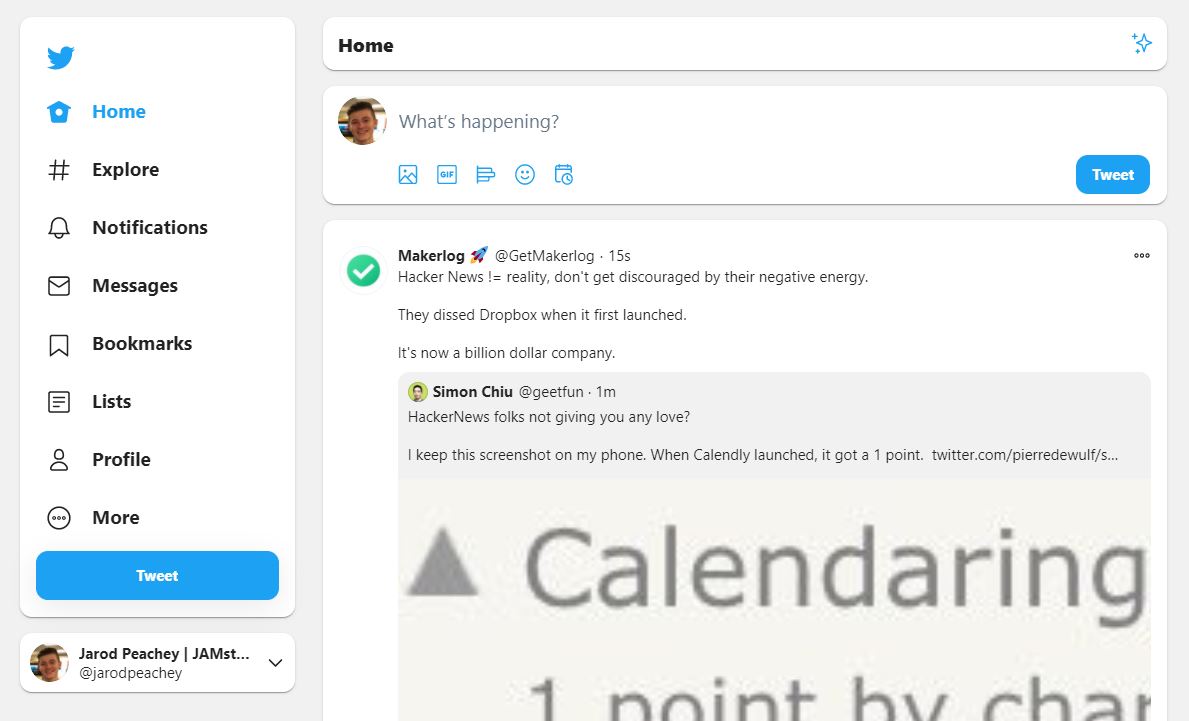 Home
Explore
Notifications
Messages
Bookmarks
Lists
Profile
More
Tweet
Jarod Peachey | JAMst...
@jarodpeachey
Home
What's happening?
GIF
Tweet
Makerlog 🚀 @GetMakerlog · 15s
Hacker News != reality, don't get discouraged by their negative energy.
They dissed Dropbox when it first launched.
It's now a billion dollar company.
Simon Chiu @geetfun · 1m
HackerNews folks not giving you any love?
I keep this screenshot on my phone. When Calendly launched, it got a 1 point. twitter.com/pierredewulf/s...
Calendaring
1 point by char